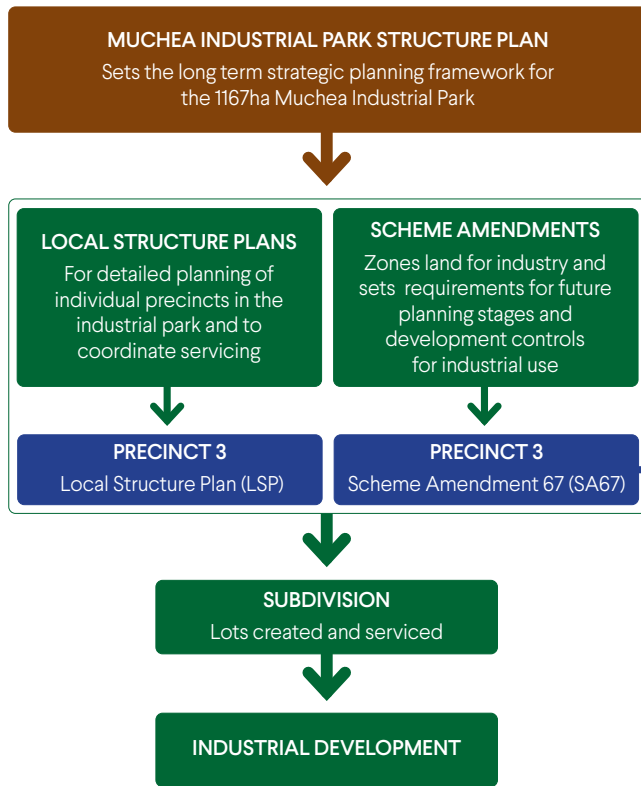 MUCHEA INDUSTRIAL PARK STRUCTURE PLAN
Sets the long term strategic planning framework for
the 1167ha Muchea Industrial Park
LOCAL STRUCTURE PLANS
For detailed planning of
individual precincts in the
industrial park and to
coordinate servicing
SCHEME AMENDMENTS
Zones land for industry and
sets requirements for future
planning stages and
development controls
for industrial use
PRECINCT 3
Local Structure Plan (LSP)
PRECINCT 3
Scheme Amendment 67 (SA67)
SUBDIVISION
Lots created and serviced
INDUSTRIAL DEVELOPMENT